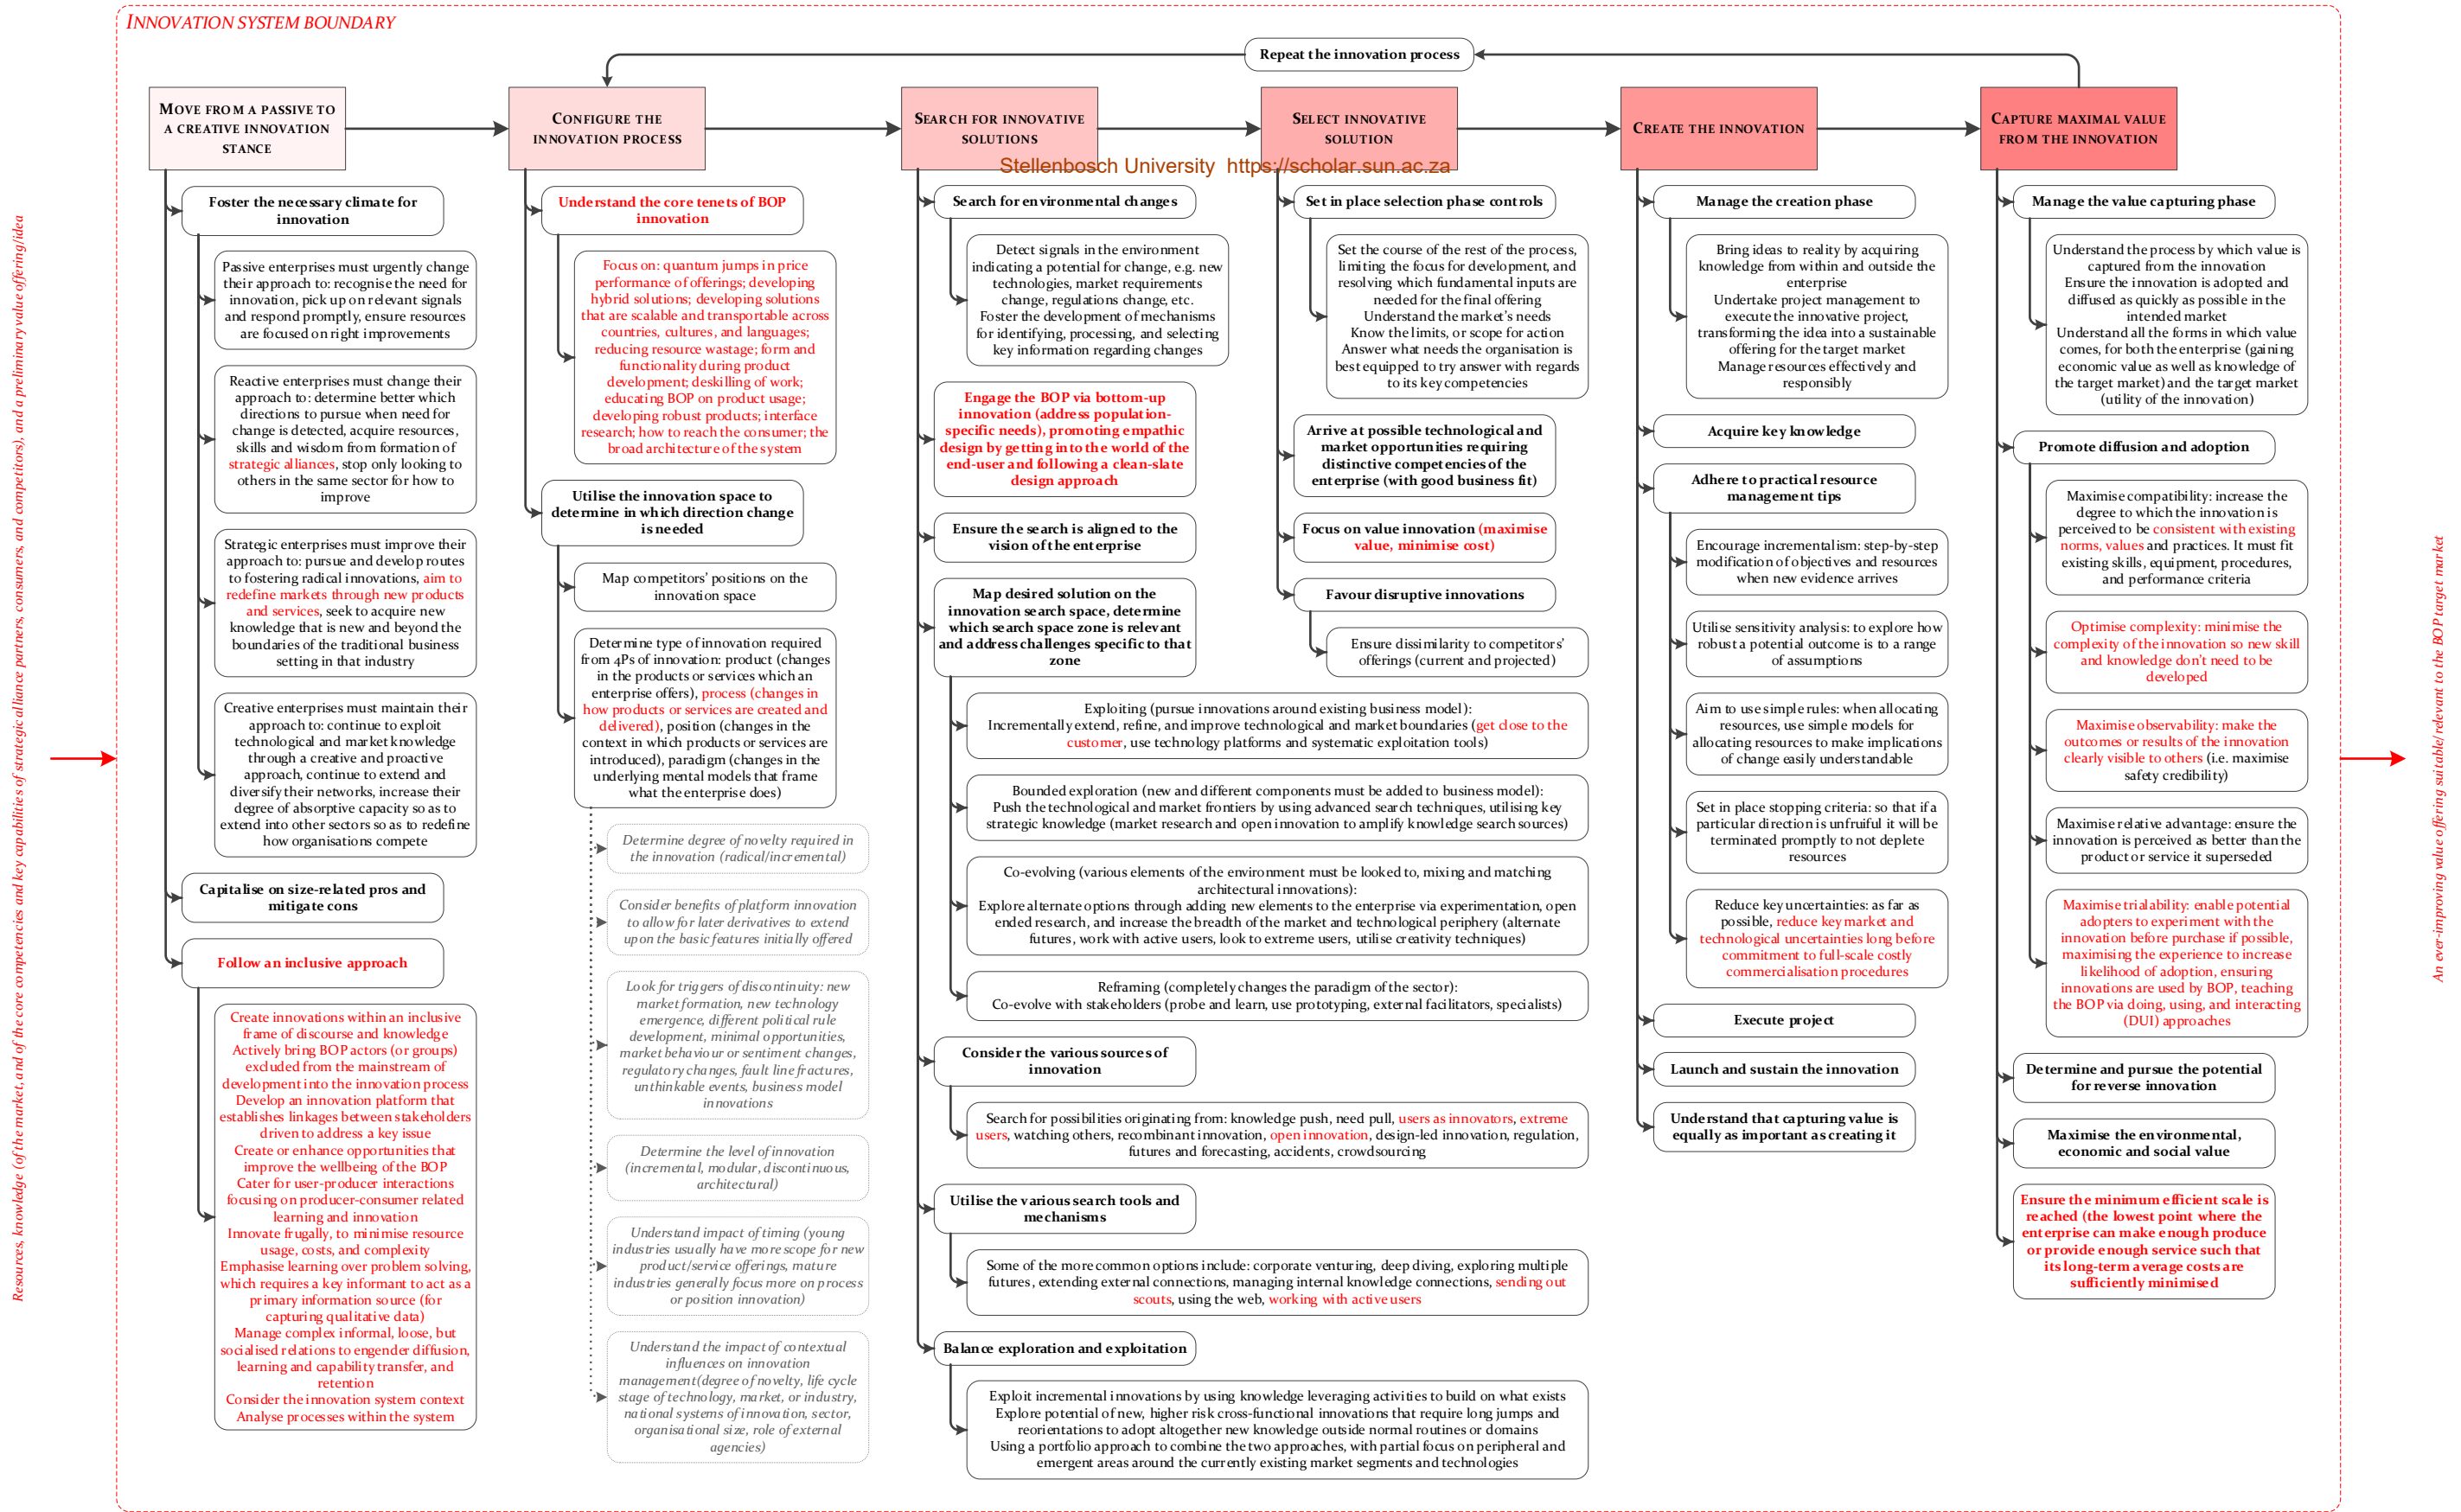 INNOVATION SYSTEM BOUNDARY
Repeat the innovation process
MOVE FROM A PASSIVE TO
A CREATIVE INNOVATION
STANCE
CONFIGURE THE
INNOVATION PROCESS
SEARCH FOR INNOVATIVE
SOLUTIONS
SELECT INNOVATIVE
SOLUTION
CREATE THE INNOVATION
CAPTURE MAXIMAL VALUE
FROM THE INNOVATION
Stellenbosch University https://scholar.sun.ac.za
Resources, knowledge (of the market, and of the core competencies and key capabilities of strategic alliance partners, consumers, and competitors), and a preliminary value offering/idea
Foster the necessary climate for
innovation
Passive enterprises must urgently change
their approach to: recognise the need for
innovation, pick up on relevant signals
and respond promptly, ensure resources
are focused on right improvements
Reactive enterprises must change their
approach to: determine better which
directions to pursue when need for
change is detected, acquire resources,
skills and wisdom from formation of
strategic alliances, stop only looking to
others in the same sector for how to
improve
Strategic enterprises must improve their
approach to: pursue and develop routes
to fostering radical innovations, aim to
redefine markets through new products
and services, seek to acquire new
knowledge that is new and beyond the
boundaries of the traditional business
setting in that industry
Creative enterprises must maintain their
approach to: continue to exploit
technological and market knowledge
through a creative and proactive
approach, continue to extend and
diversify their networks, increase their
degree of absorptive capacity so as to
extend into other sectors so as to redefine
how organisations compete
Capitalise on size-related pros and
mitigate cons
Follow an inclusive approach
Create innovations within an inclusive
frame of discourse and knowledge
Actively bring BOP actors (or groups)
excluded from the mainstream of
development into the innovation process
Develop an innovation platform that
establishes linkages between stakeholders
driven to address a key issue
Create or enhance opportunities that
improve the wellbeing of the BOP
Cater for user-producer interactions
focusing on producer-consumer related
learning and innovation
Innovate frugally, to minimise resource
usage, costs, and complexity
Emphasise learning over problem solving,
which requires a key informant to act as a
primary information source (for
capturing qualitative data)
Manage complex informal, loose, but
socialised relations to engender diffusion,
learning and capability transfer, and
retention
Consider the innovation system context
Analyse processes within the system
Understand the core tenets of BOP
innovation
Focus on: quantum jumps in price
performance of offerings; developing
hybrid solutions; developing solutions
that are scalable and transportable across
countries, cultures, and languages;
reducing resource wastage; form and
functionality during product
development; deskilling of work;
educating BOP on product usage;
developing robust products; interface
research; how to reach the consumer; the
broad architecture of the system
Utilise the innovation space to
determine in which direction change
is needed
Map competitors' positions on the
innovation space
Determine type of innovation required
from 4Ps of innovation: product (changes
in the products or services which an
enterprise offers), process (changes in
how products or services are created and
delivered), position (changes in the
context in which products or services are
introduced), paradigm (changes in the
underlying mental models that frame
what the enterprise does)
Determine degree of novelty required in
the innovation (radical/incremental)
Consider benefits of platform innovation
to allow for later derivatives to extend
upon the basic features initially offered
Look for triggers of discontinuity: new
market formation, new technology
emergence, different political rule
development, minimal opportunities,
market behaviour or sentiment changes,
regulatory changes, fault line fractures,
unthinkable events, business model
innovations
Determine the level of innovation
(incremental, modular, discontinuous,
architectural)
Understand impact of timing (young
industries usually have more scope for new
product/service offerings, mature
industries generally focus more on process
or position innovation)
Understand the impact of contextual
influences on innovation
management(degree of novelty, life cycle
stage of technology, market, or industry,
national systems of innovation, sector,
organisational size, role of external
agencies)
Search for environmental changes
Detect signals in the environment
indicating a potential for change, e.g. new
technologies, market requirements
change, regulations change, etc.
Foster the development of mechanisms
for identifying, processing, and selecting
key information regarding changes
Engage the BOP via bottom-up
innovation (address population-
specific needs), promoting empathic
design by getting into the world of the
end-user and following a clean-slate
design approach
Ensure the search is aligned to the
vision of the enterprise
Map desired solution on the
innovation search space, determine
which search space zone is relevant
and address challenges specific to that
zone
Exploiting (pursue innovations around existing business model):
Incrementally extend, refine, and improve technological and market boundaries (get close to the
customer, use technology platforms and systematic exploitation tools)
Bounded exploration (new and different components must be added to business model):
Push the technological and market frontiers by using advanced search techniques, utilising key
strategic knowledge (market research and open innovation to amplify knowledge search sources)
Co-evolving (various elements of the environment must be looked to, mixing and matching
architectural innovations):
Explore alternate options through adding new elements to the enterprise via experimentation, open
ended research, and increase the breadth of the market and technological periphery (alternate
futures, work with active users, look to extreme users, utilise creativity techniques)
Reframing (completely changes the paradigm of the sector):
Co-evolve with stakeholders (probe and learn, use prototyping, external facilitators, specialists)
Consider the various sources of
innovation
Search for possibilities originating from: knowledge push, need pull, users as innovators, extreme
users, watching others, recombinant innovation, open innovation, design-led innovation, regulation,
futures and forecasting, accidents, crowdsourcing
Utilise the various search tools and
mechanisms
Some of the more common options include: corporate venturing, deep diving, exploring multiple
futures, extending external connections, managing internal knowledge connections, sending out
scouts, using the web, working with active users
Balance exploration and exploitation
Exploit incremental innovations by using knowledge leveraging activities to build on what exists
Explore potential of new, higher risk cross-functional innovations that require long jumps and
reorientations to adopt altogether new knowledge outside normal routines or domains
Using a portfolio approach to combine the two approaches, with partial focus on peripheral and
emergent areas around the currently existing market segments and technologies
Set in place selection phase controls
Set the course of the rest of the process,
limiting the focus for development, and
resolving which fundamental inputs are
needed for the final offering
Understand the market's needs
Know the limits, or scope for action
Answer what needs the organisation is
best equipped to try answer with regards
to its key competencies
Arrive at possible technological and
market opportunities requiring
distinctive competencies of the
enterprise (with good business fit)
Focus on value innovation (maximise
value, minimise cost)
Favour disruptive innovations
Ensure dissimilarity to competitors'
offerings (current and projected)
Manage the creation phase
Bring ideas to reality by acquiring
knowledge from within and outside the
enterprise
Undertake project management to
execute the innovative project,
transforming the idea into a sustainable
offering for the target market
Manage resources effectively and
responsibly
Acquire key knowledge
Adhere to practical resource
management tips
Encourage incrementalism: step-by-step
modification of objectives and resources
when new evidence arrives
Utilise sensitivity analysis: to explore how
robust a potential outcome is to a range
of assumptions
Aim to use simple rules: when allocating
resources, use simple models for
allocating resources to make implications
of change easily understandable
Set in place stopping criteria: so that if a
particular direction is unfruiful it will be
terminated promptly to not deplete
resources
Reduce key uncertainties: as far as
possible, reduce key market and
technological uncertainties long before
commitment to full-scale costly
commercialisation procedures
Execute project
Launch and sustain the innovation
Understand that capturing value is
equally as important as creating it
Manage the value capturing phase
Understand the process by which value is
captured from the innovation
Ensure the innovation is adopted and
diffused as quickly as possible in the
intended market
Understand all the forms in which value
comes, for both the enterprise (gaining
economic value as well as knowledge of
the target market) and the target market
(utility of the innovation)
Promote diffusion and adoption
Maximise compatibility: increase the
degree to which the innovation is
perceived to be consistent with existing
norms, values and practices. It must fit
existing skills, equipment, procedures,
and performance criteria
Optimise complexity: minimise the
complexity of the innovation so new skill
and knowledge don't need to be
developed
Maximise observability: make the
outcomes or results of the innovation
clearly visible to others (i.e. maximise
safety credibility)
Maximise relative advantage: ensure the
innovation is perceived as better than the
product or service it superseded
Maximise trialability: enable potential
adopters to experiment with the
innovation before purchase if possible,
maximising the experience to increase
likelihood of adoption, ensuring
innovations are used by BOP, teaching
the BOP via doing, using, and interacting
(DUI) approaches
Determine and pursue the potential
for reverse innovation
Maximise the environmental,
economic and social value
Ensure the minimum efficient scale is
reached (the lowest point where the
enterprise can make enough produce
or provide enough service such that
its long-term average costs are
sufficiently minimised
An ever-improving value offering suitable/relevant to the BOP target market